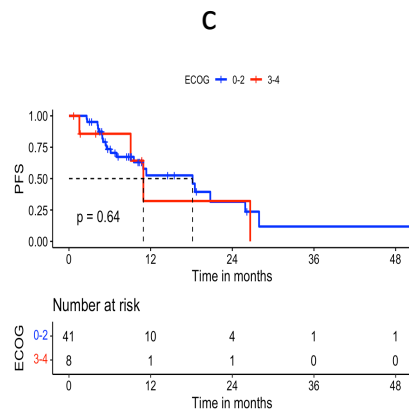 C
ECOG 0-2 3-4
1.00
0.75
0.50
0.25
0.00
PFS
p = 0.64
0 12 24 36 48
Time in months
Number at risk
ECOG
0-2 41 10 4 1 1
3-4 8 1 1 0 0
0 12 24 36 48
Time in months